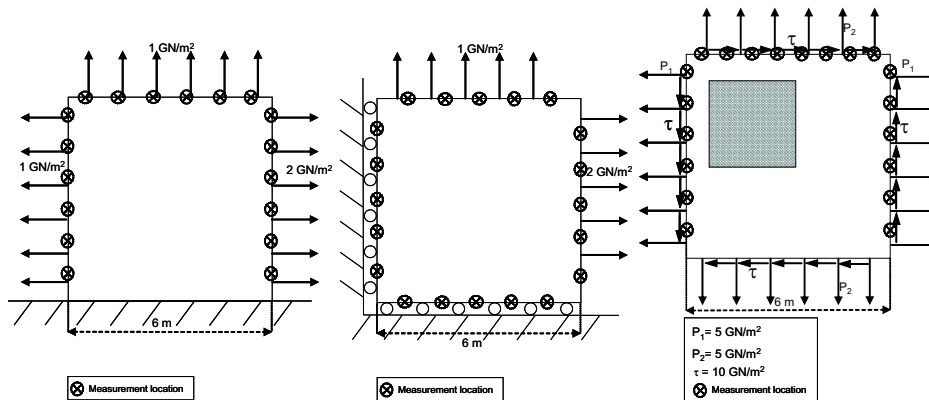 1 GN/m²
1 GN/m²
2 GN/m²
6 m
Measurement location
1 GN/m²
2 GN/m²
6 m
Measurement location
τ
P₂
P₁
P₁
τ
τ
τ
P₂
6 m
P₁= 5 GN/m²
P₂= 5 GN/m²
τ = 10 GN/m²
Measurement location